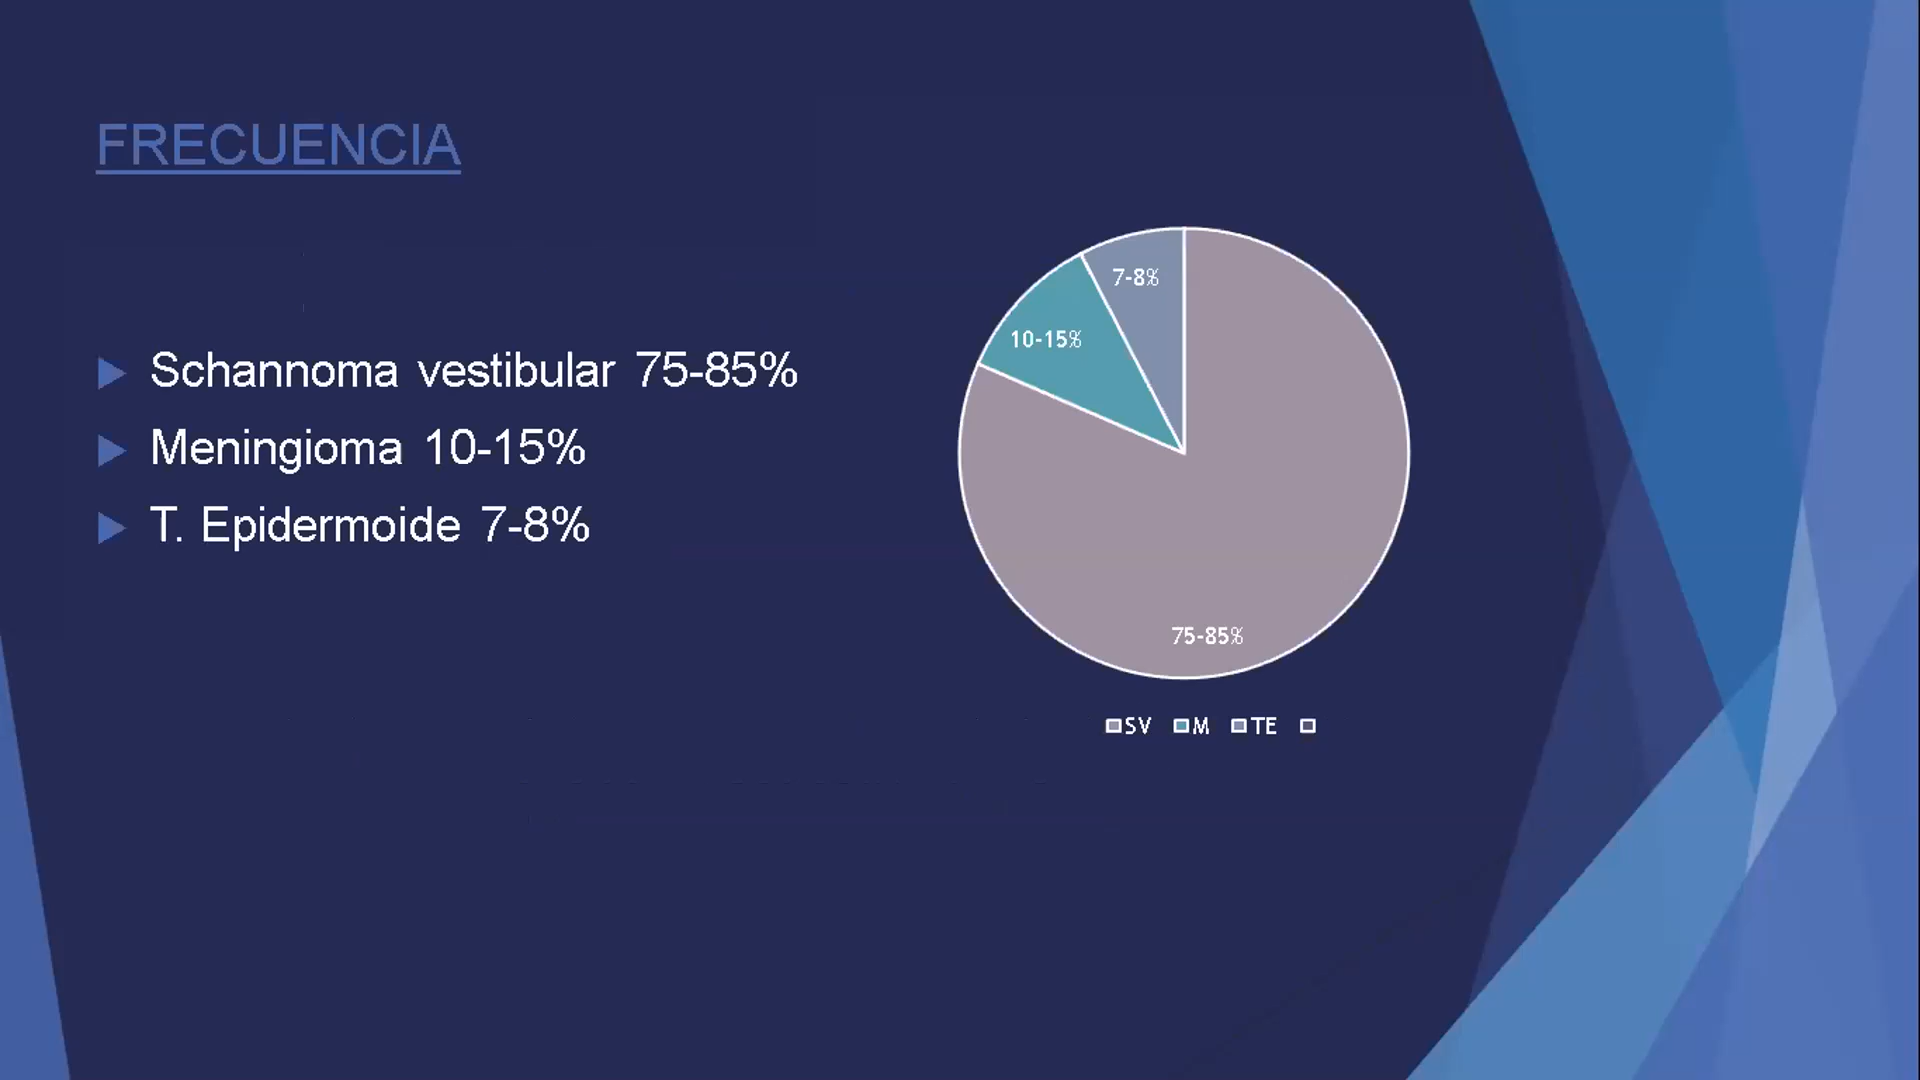 FRECUENCIA
Schannoma vestibular 75-85%
Meningioma 10-15%
T. Epidermoide 7-8%
7-8%
10-15%
75-85%
SV M TE